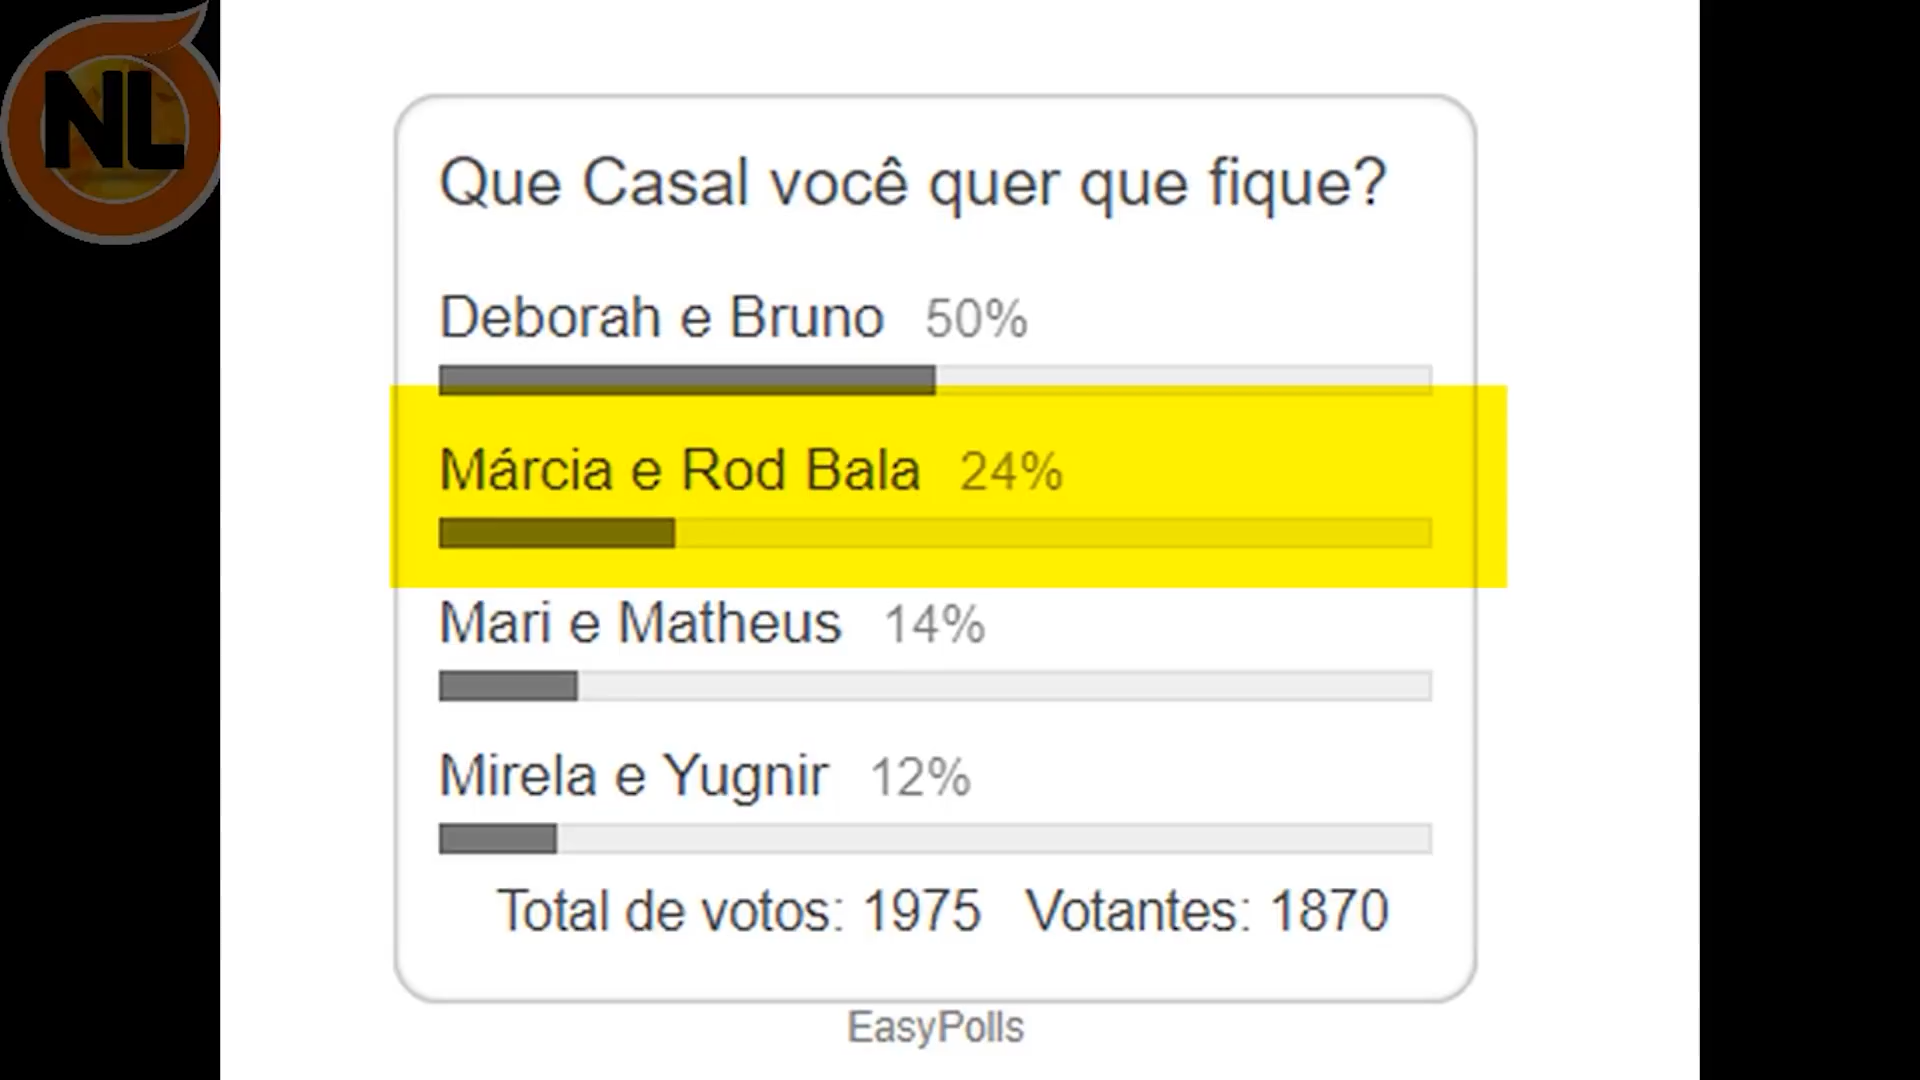 NL
Que Casal você quer que fique?
Deborah e Bruno 50%
Márcia e Rod Bala 24%
Mari e Matheus 14%
Mirela e Yugnir 12%
Total de votos: 1975 Votantes: 1870
EasyPolls